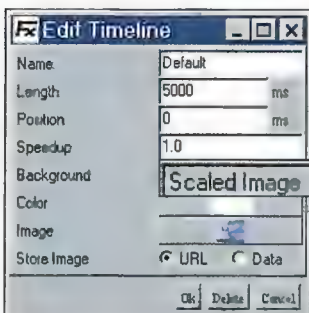 Fx Edit Timeline
Name Default
Length 5000 ms
Position 0 ms
Speedup 1.0
Background Scaled Image
Color
Image
Store Image URL Data
Ok Delete Cancel